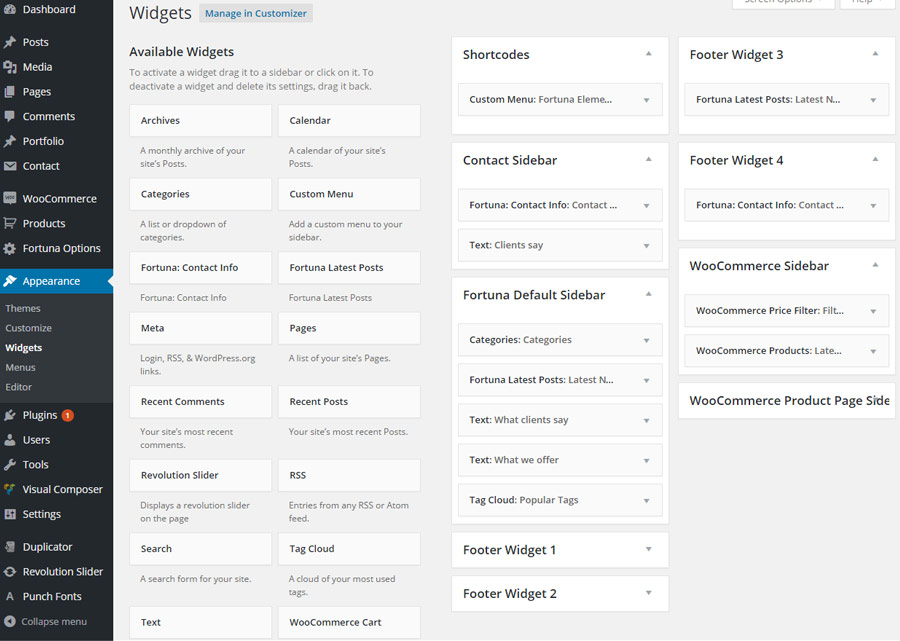 Dashboard
Posts
Media
Pages
Comments
Portfolio
Contact
WooCommerce
Products
Fortuna Options
Appearance
Themes
Customize
Widgets
Menus
Editor
Plugins 1
Users
Tools
Visual Composer
Settings
Duplicator
Revolution Slider
Punch Fonts
Collapse menu
Widgets Manage in Customizer
Screen Options
Help
Available Widgets
To activate a widget drag it to a sidebar or click on it. To
deactivate a widget and delete its settings, drag it back.
Archives
A monthly archive of your
site's Posts.
Calendar
A calendar of your site's
Posts.
Categories
A list or dropdown of
categories.
Custom Menu
Add a custom menu to your
sidebar.
Fortuna: Contact Info
Fortuna: Contact Info
Fortuna Latest Posts
Fortuna Latest Posts
Meta
Login, RSS, & WordPress.org
links.
Pages
A list of your site's Pages.
Recent Comments
Your site's most recent
comments.
Recent Posts
Your site's most recent Posts.
Revolution Slider
Displays a revolution slider
on the page
RSS
Entries from any RSS or Atom
feed.
Search
A search form for your site.
Tag Cloud
A cloud of your most used
tags.
Text
WooCommerce Cart
Shortcodes
Custom Menu: Fortuna Eleme...
Contact Sidebar
Fortuna: Contact Info: Contact ...
Text: Clients say
Fortuna Default Sidebar
Categories: Categories
Fortuna Latest Posts: Latest N...
Text: What clients say
Text: What we offer
Tag Cloud: Popular Tags
Footer Widget 1
Footer Widget 2
Footer Widget 3
Fortuna Latest Posts: Latest N...
Footer Widget 4
Fortuna: Contact Info: Contact ...
WooCommerce Sidebar
WooCommerce Price Filter: Filt...
WooCommerce Products: Late...
WooCommerce Product Page Side